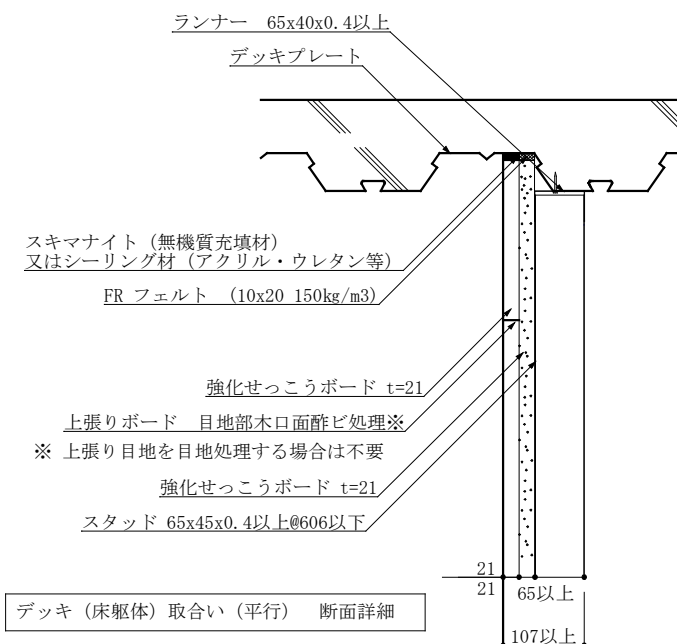 ランナー 65x40x0.4以上
デッキプレート
スキマナイト（無機質充填材）
又はシーリング材（アクリル・ウレタン等）
FR フェルト (10x20 150kg/m3)
強化せっこうボード t=21
上張りボード 目地部木口面酢ビ処理※
※ 上張り目地を目地処理する場合は不要
強化せっこうボード t=21
スタッド 65x45x0.4以上@606以下
21
21
65以上
107以上
デッキ（床躯体）取合い（平行） 断面詳細